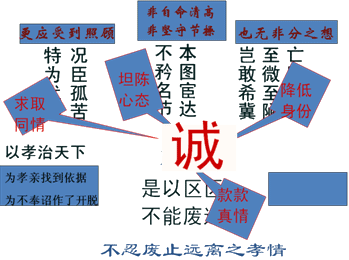 更应受到照顾
非自命清高
非坚守节操
也无非分之想
特 况
为 臣
孤
苦
不 本
矜 图
名 宦
节 达
岂 至 亡
敢 微
希 至
冀 陋
求取
同情
坦陈
心态
降低
身份
诚
以孝治天下
为孝亲找到依据
为不奉诏作了开脱
是以区区
不能废远
款款
真情
不忍废止远离之孝情